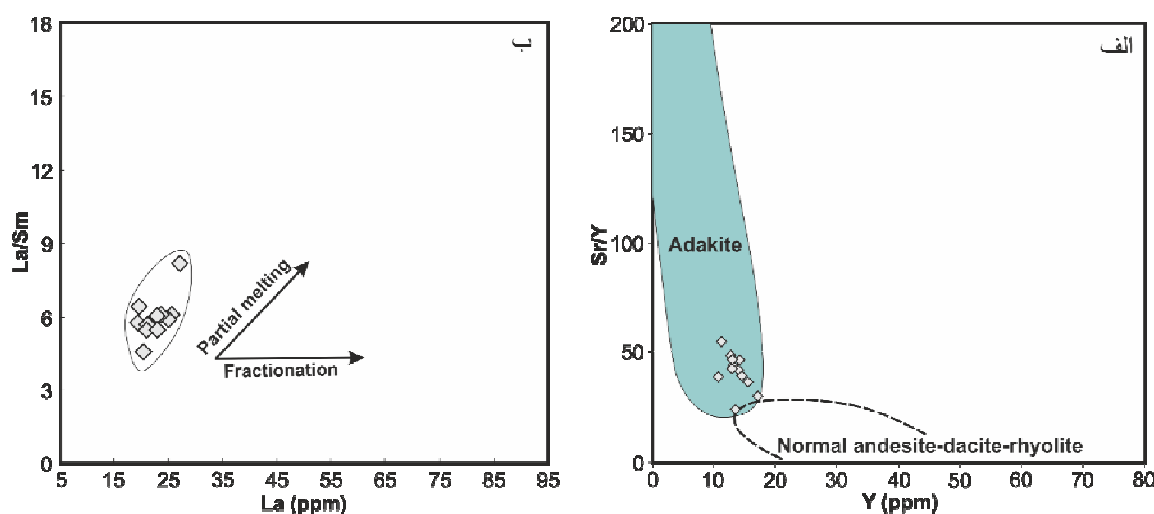 ب
18
15
12
9
6
3
0
La/Sm
Partial melting
Fractionation
5 15 25 35 45 55 65 75 85 95
La (ppm)
الف
200
150
100
50
0
Sr/Y
Adakite
Normal andesite-dacite-rhyolite
0 10 20 30 40 50 60 70 80
Y (ppm)